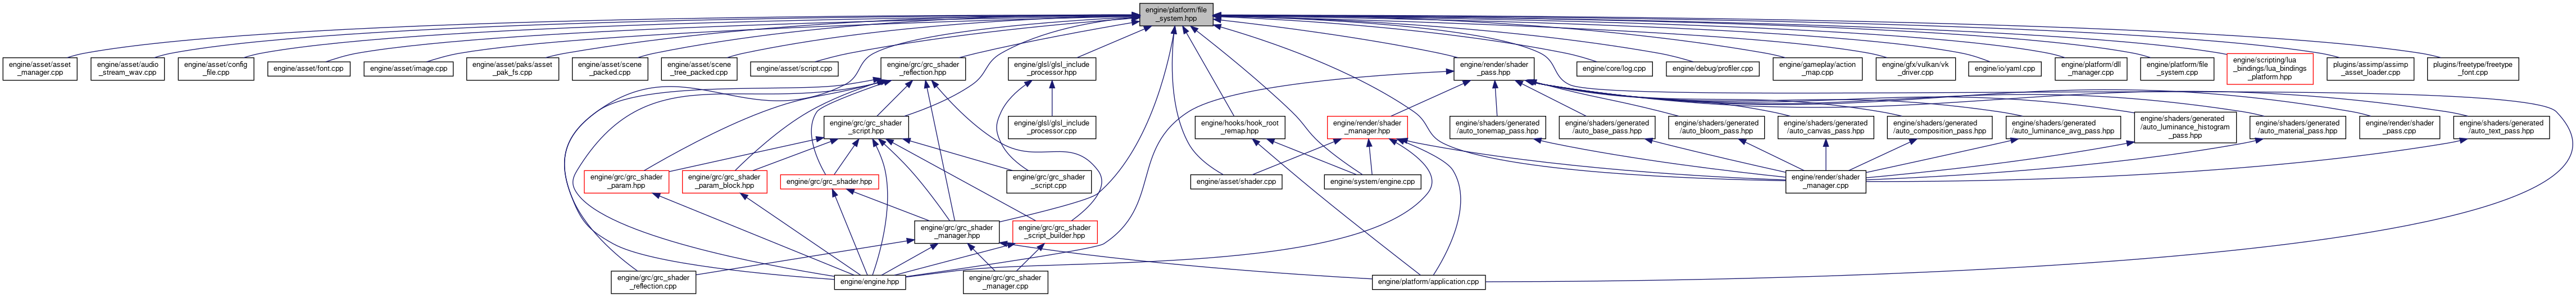 engine/platform/file
_system.hpp
engine/asset/asset
_manager.cpp
engine/asset/audio
_stream_wav.cpp
engine/asset/config
_file.cpp
engine/asset/font.cpp
engine/asset/image.cpp
engine/asset/paks/asset
_pak_fs.cpp
engine/asset/scene
_packed.cpp
engine/asset/scene
_tree_packed.cpp
engine/asset/script.cpp
engine/grc/grc_shader
_reflection.hpp
engine/glsl/glsl_include
_processor.hpp
engine/render/shader
_pass.hpp
engine/core/log.cpp
engine/debug/profiler.cpp
engine/gameplay/action
_map.cpp
engine/gfx/vulkan/vk
_driver.cpp
engine/io/yaml.cpp
engine/platform/dll
_manager.cpp
engine/platform/file
_system.cpp
engine/scripting/lua
_bindings/lua_bindings
_platform.hpp
plugins/assimp/assimp
_asset_loader.cpp
plugins/freetype/freetype
_font.cpp
engine/grc/grc_shader
_script.hpp
engine/glsl/glsl_include
_processor.cpp
engine/hooks/hook_root
_remap.hpp
engine/render/shader
_manager.hpp
engine/shaders/generated
/auto_tonemap_pass.hpp
engine/shaders/generated
/auto_base_pass.hpp
engine/shaders/generated
/auto_bloom_pass.hpp
engine/shaders/generated
/auto_canvas_pass.hpp
engine/shaders/generated
/auto_composition_pass.hpp
engine/shaders/generated
/auto_luminance_avg_pass.hpp
engine/shaders/generated
/auto_luminance_histogram
_pass.hpp
engine/shaders/generated
/auto_material_pass.hpp
engine/render/shader
_pass.cpp
engine/shaders/generated
/auto_text_pass.hpp
engine/grc/grc_shader
_param.hpp
engine/grc/grc_shader
_param_block.hpp
engine/grc/grc_shader.hpp
engine/grc/grc_shader
_script.cpp
engine/asset/shader.cpp
engine/system/engine.cpp
engine/render/shader
_manager.cpp
engine/grc/grc_shader
_manager.hpp
engine/grc/grc_shader
_script_builder.hpp
engine/grc/grc_shader
_reflection.cpp
engine/engine.hpp
engine/grc/grc_shader
_manager.cpp
engine/platform/application.cpp